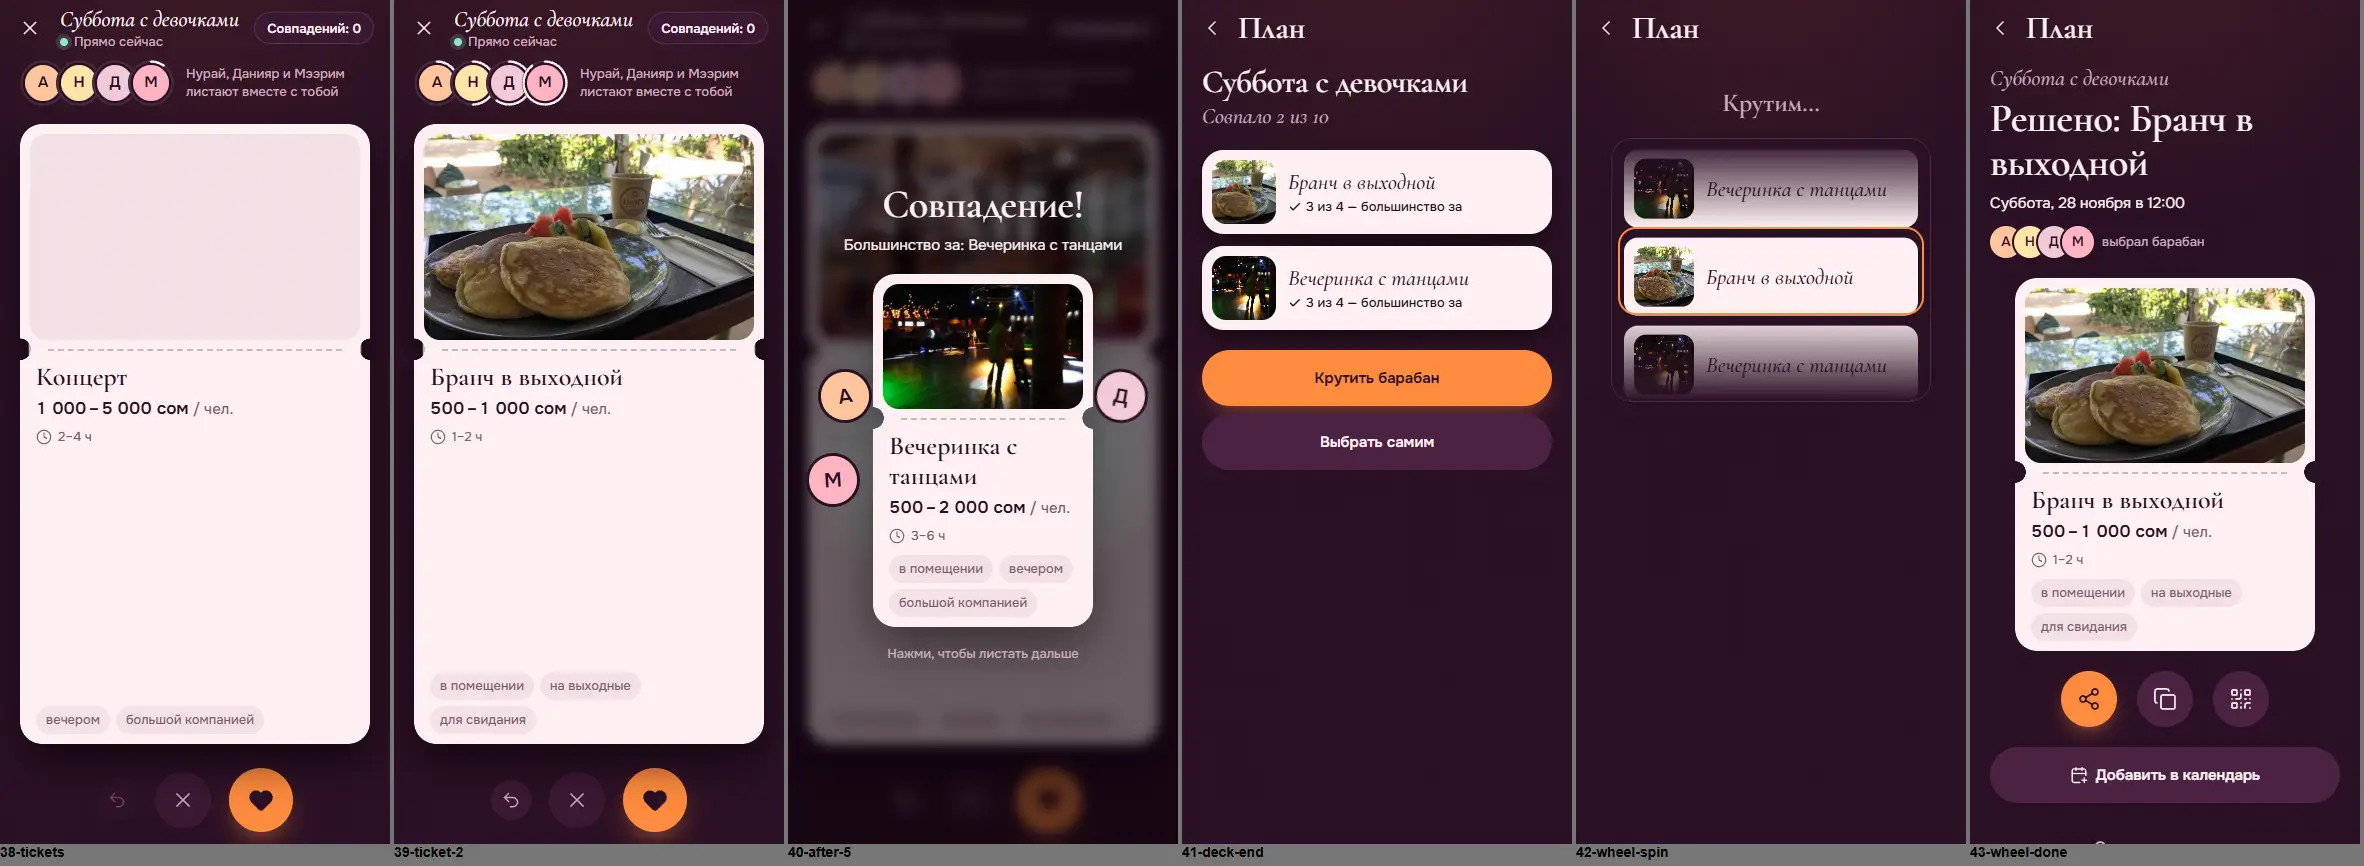 Суббота с девочками
Прямо сейчас
Совпадений: 0
А Н Д М
Нурай, Данияр и Мээрим
листают вместе с тобой
Концерт
1 000 – 5 000 сом / чел.
2–4 ч
вечером большой компанией
38-tickets
Суббота с девочками
Прямо сейчас
Совпадений: 0
А Н Д М
Нурай, Данияр и Мээрим
листают вместе с тобой
Бранч в выходной
500 – 1 000 сом / чел.
1–2 ч
в помещении на выходные
для свидания
39-ticket-2
Совпадение!
Большинство за: Вечеринка с танцами
А
Д
М
Вечеринка с
танцами
500 – 2 000 сом / чел.
3–6 ч
в помещении вечером
большой компанией
Нажми, чтобы листать дальше
40-after-5
План
Суббота с девочками
Совпало 2 из 10
Бранч в выходной
3 из 4 — большинство за
Вечеринка с танцами
3 из 4 — большинство за
Крутить барабан
Выбрать самим
41-deck-end
План
Крутим...
Вечеринка с танцами
Бранч в выходной
Вечеринка с танцами
42-wheel-spin
План
Суббота с девочками
Решено: Бранч в
выходной
Суббота, 28 ноября в 12:00
А Н Д М выбрал барабан
Бранч в выходной
500 – 1 000 сом / чел.
1–2 ч
в помещении на выходные
для свидания
Добавить в календарь
43-wheel-done